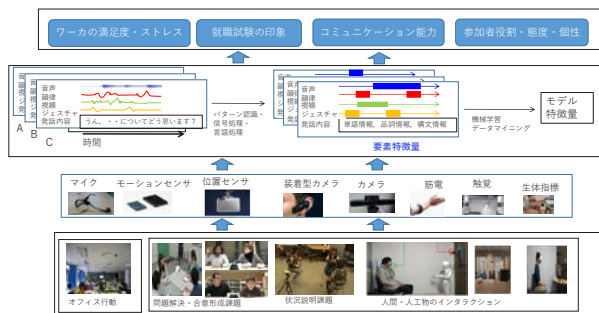 ワーカの満足度・ストレス
就職試験の印象
コミュニケーション能力
参加者役割・態度・個性
音声
韻律
視線
ジェスチャ
発話内容
うん、・・についてどう思います？
A
B
C
時間
パターン認識・
信号処理・
言語処理
音声
韻律
視線
ジェスチャ
発話内容
単語情報、品詞情報、構文情報
要素特徴量
機械学習
データマイニング
モデル
特徴量
マイク
モーションセンサ
位置センサ
装着型カメラ
カメラ
筋電
触覚
生体指標
オフィス行動
問題解決・合意形成課題
状況説明課題
人間・人工物のインタラクション